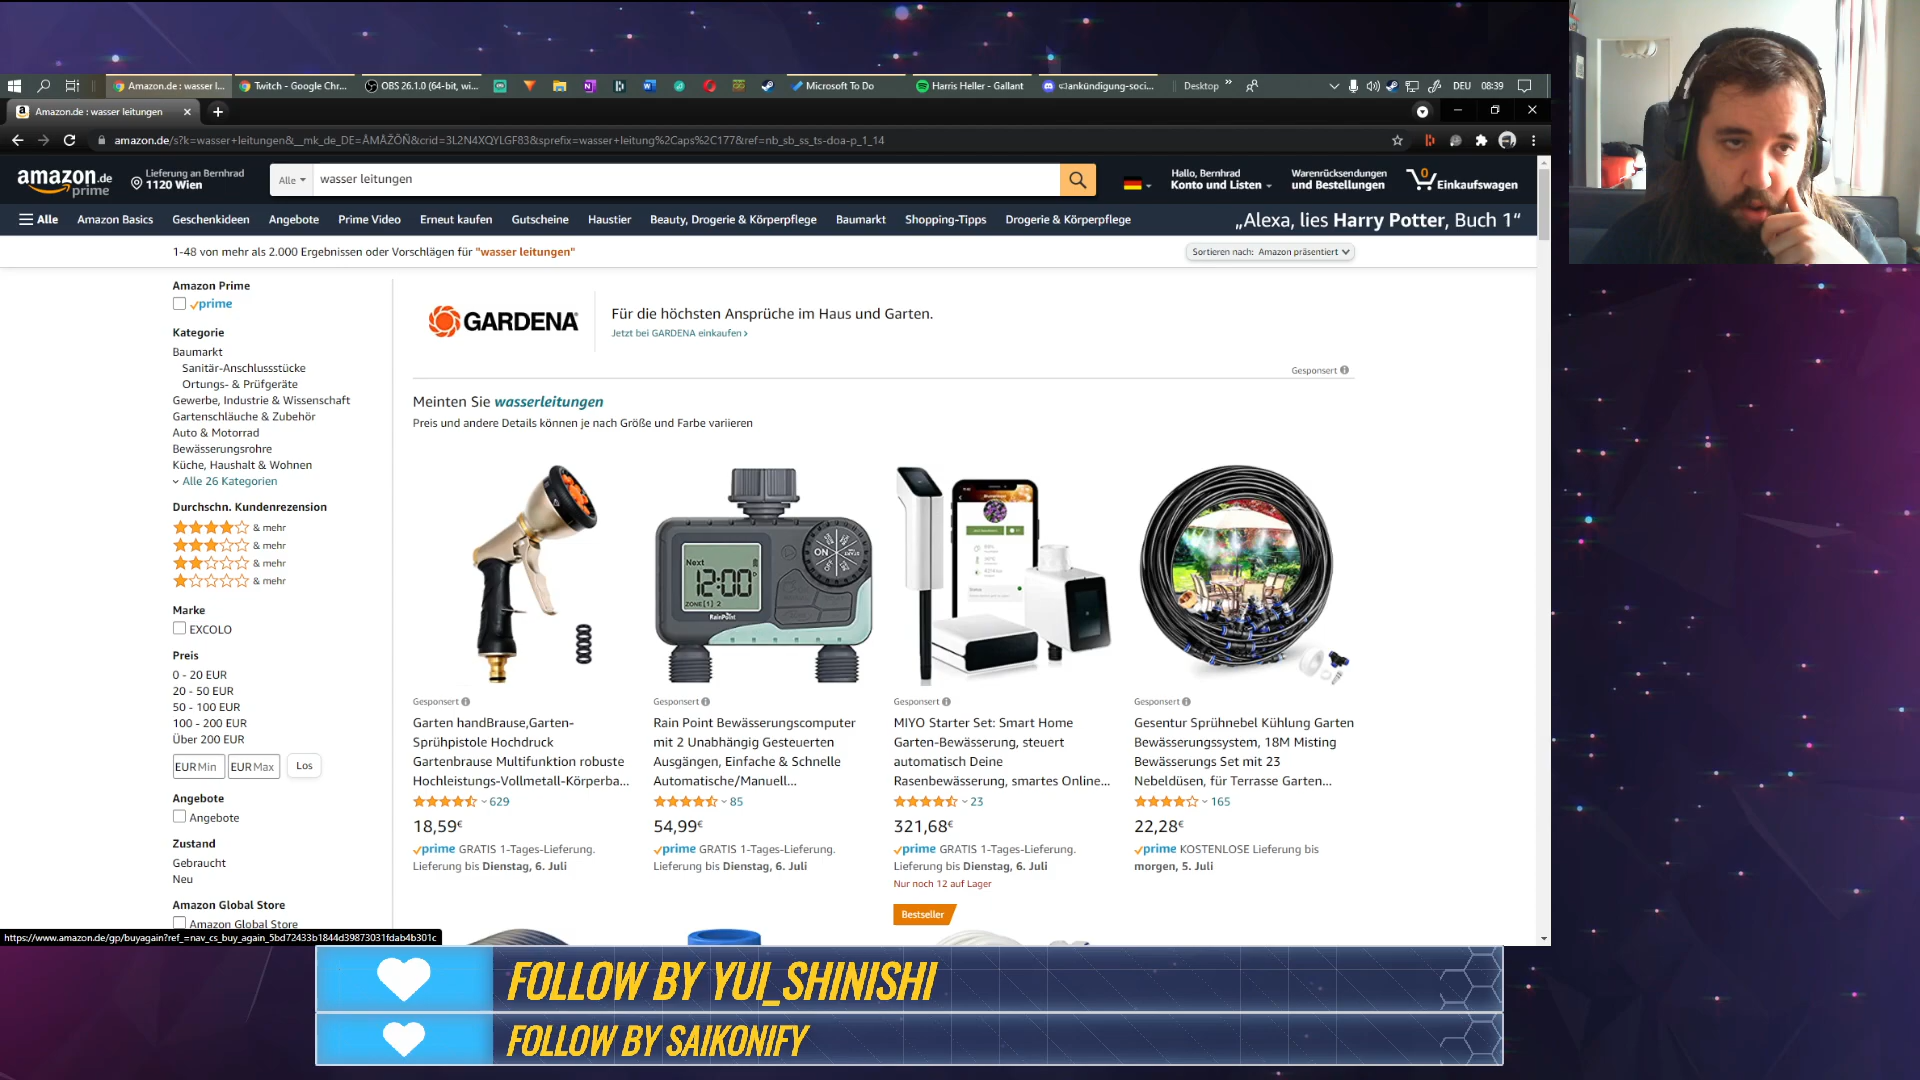 Amazon.de : wasser l...
Twitch - Google Chr...
OBS 26.1.0 (64-bit, wi...
Microsoft To Do
Harris Heller - Gallant
ankündigung-soci...
Desktop
DEU
08:39
Amazon.de : wasser leitungen
amazon.de/s?k=wasser+leitungen&__mk_de_DE=ÅMÅŽÕÑ&crid=3L2N4XQYLGF83&sprefix=wasser+leitung%2Caps%2C177&ref=nb_sb_ss_ts-doa-p_1_14
amazon.de
prime
Lieferung an Bernhrad
1120 Wien
Alle
wasser leitungen
Hallo, Bernhrad
Konto und Listen
Warenrücksendungen
und Bestellungen
0
Einkaufswagen
Alle
Amazon Basics
Geschenkideen
Angebote
Prime Video
Erneut kaufen
Gutscheine
Haustier
Beauty, Drogerie & Körperpflege
Baumarkt
Shopping-Tipps
Drogerie & Körperpflege
„Alexa, lies Harry Potter, Buch 1“
1-48 von mehr als 2.000 Ergebnissen oder Vorschlägen für "wasser leitungen"
Sortieren nach: Amazon präsentiert
Amazon Prime
prime
Kategorie
Baumarkt
Sanitär-Anschlussstücke
Ortungs- & Prüfgeräte
Gewerbe, Industrie & Wissenschaft
Gartenschläuche & Zubehör
Auto & Motorrad
Bewässerungsrohre
Küche, Haushalt & Wohnen
Alle 26 Kategorien
Durchschn. Kundenrezension
& mehr
& mehr
& mehr
& mehr
Marke
EXCOLO
Preis
0 - 20 EUR
20 - 50 EUR
50 - 100 EUR
100 - 200 EUR
Über 200 EUR
EUR Min
EUR Max
Los
Angebote
Angebote
Zustand
Gebraucht
Neu
Amazon Global Store
Amazon Global Store
GARDENA
Für die höchsten Ansprüche im Haus und Garten.
Jetzt bei GARDENA einkaufen
Gesponsert
Meinten Sie wasserleitungen
Preis und andere Details können je nach Größe und Farbe variieren
Next
12:00
ZONE[1] 2
RainPoint
ON
Gesponsert
Garten handBrause,Garten-
Sprühpistole Hochdruck
Gartenbrause Multifunktion robuste
Hochleistungs-Vollmetall-Körperba...
629
18,59€
prime GRATIS 1-Tages-Lieferung.
Lieferung bis Dienstag, 6. Juli
Gesponsert
Rain Point Bewässerungscomputer
mit 2 Unabhängig Gesteuerten
Ausgängen, Einfache & Schnelle
Automatische/Manuell...
85
54,99€
prime GRATIS 1-Tages-Lieferung.
Lieferung bis Dienstag, 6. Juli
Gesponsert
MIYO Starter Set: Smart Home
Garten-Bewässerung, steuert
automatisch Deine
Rasenbewässerung, smartes Online...
23
321,68€
prime GRATIS 1-Tages-Lieferung.
Lieferung bis Dienstag, 6. Juli
Nur noch 12 auf Lager
Bestseller
Gesponsert
Gesentur Sprühnebel Kühlung Garten
Bewässerungssystem, 18M Misting
Bewässerungs Set mit 23
Nebeldüsen, für Terrasse Garten...
165
22,28€
prime KOSTENLOSE Lieferung bis
morgen, 5. Juli
https://www.amazon.de/gp/buyagain?ref_=nav_cs_buy_again_5bd72433b1844d39873031fdab4b301c
FOLLOW BY YUI_SHINISHI
FOLLOW BY SAIKONIFY